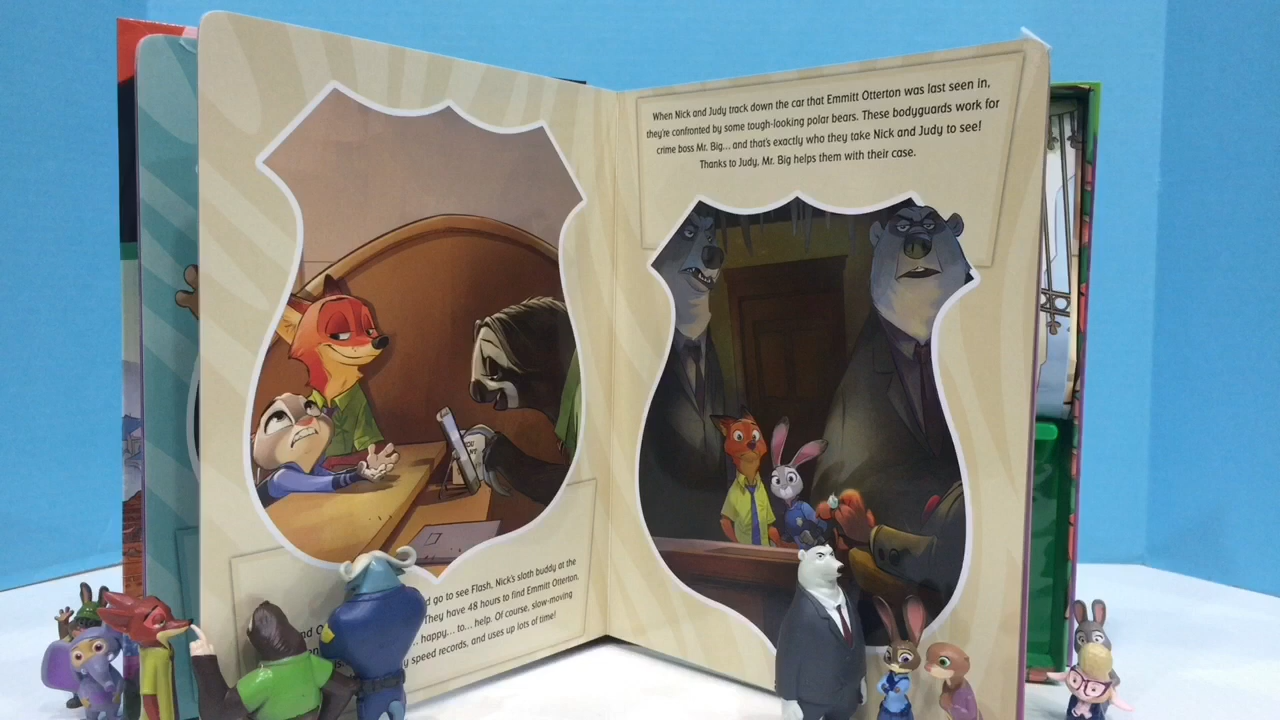 d go to see Flash, Nick's sloth buddy at the
They have 48 hours to find Emmitt Otterton,
... happy... to... help. Of course, slow-moving
speed records, and uses up lots of time!
When Nick and Judy track down the car that Emmitt Otterton was last seen in,
they're confronted by some tough-looking polar bears. These bodyguards work for
crime boss Mr. Big... and that's exactly who they take Nick and Judy to see!
Thanks to Judy, Mr. Big helps them with their case.